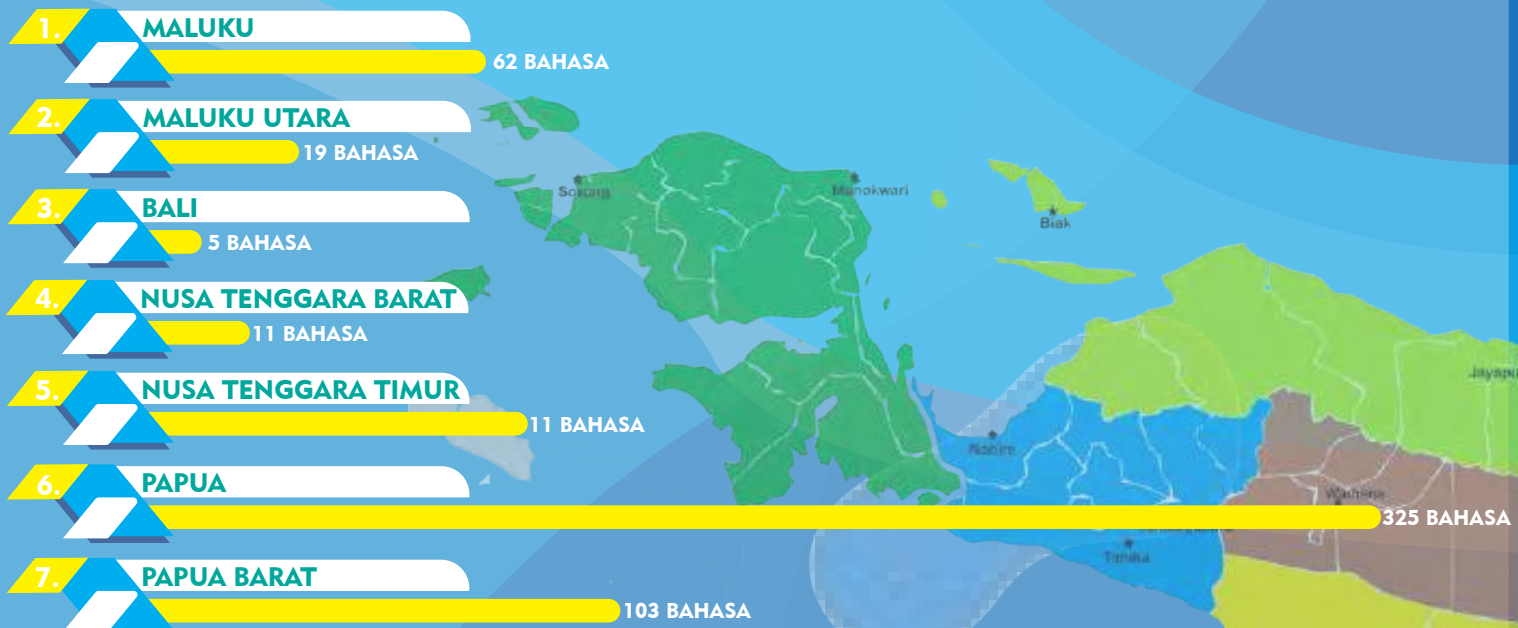 1. MALUKU
62 BAHASA
2. MALUKU UTARA
19 BAHASA
3. BALI
5 BAHASA
4. NUSA TENGGARA BARAT
11 BAHASA
5. NUSA TENGGARA TIMUR
11 BAHASA
6. PAPUA
325 BAHASA
7. PAPUA BARAT
103 BAHASA
Sorong
Manokwari
Biak
Jayapu
Nabire
Wamena
Timika